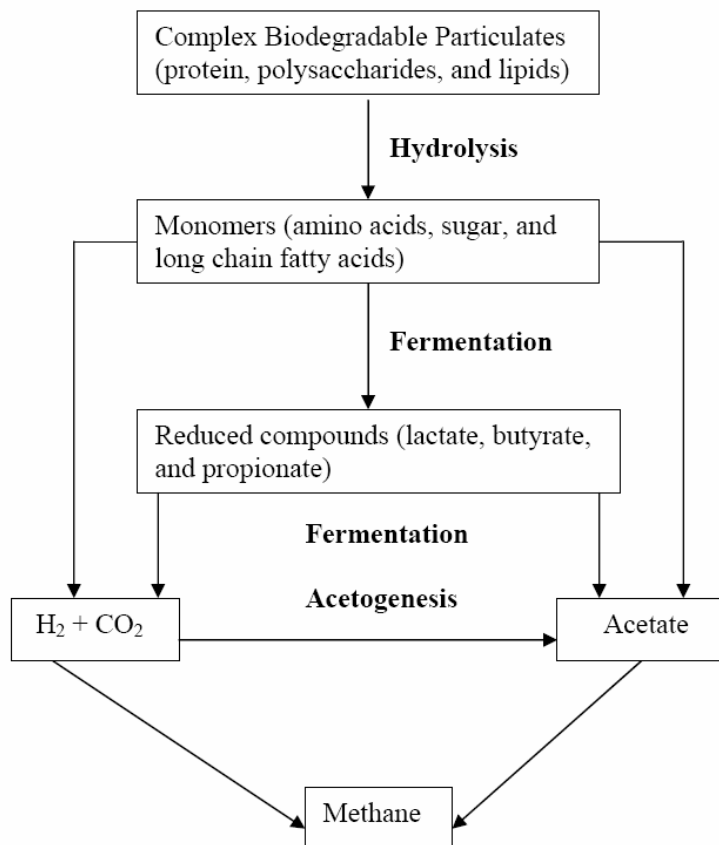 Complex Biodegradable Particulates
(protein, polysaccharides, and lipids)
Hydrolysis
Monomers (amino acids, sugar, and
long chain fatty acids)
Fermentation
Reduced compounds (lactate, butyrate,
and propionate)
Fermentation
Acetogenesis
H₂ + CO₂
Acetate
Methane